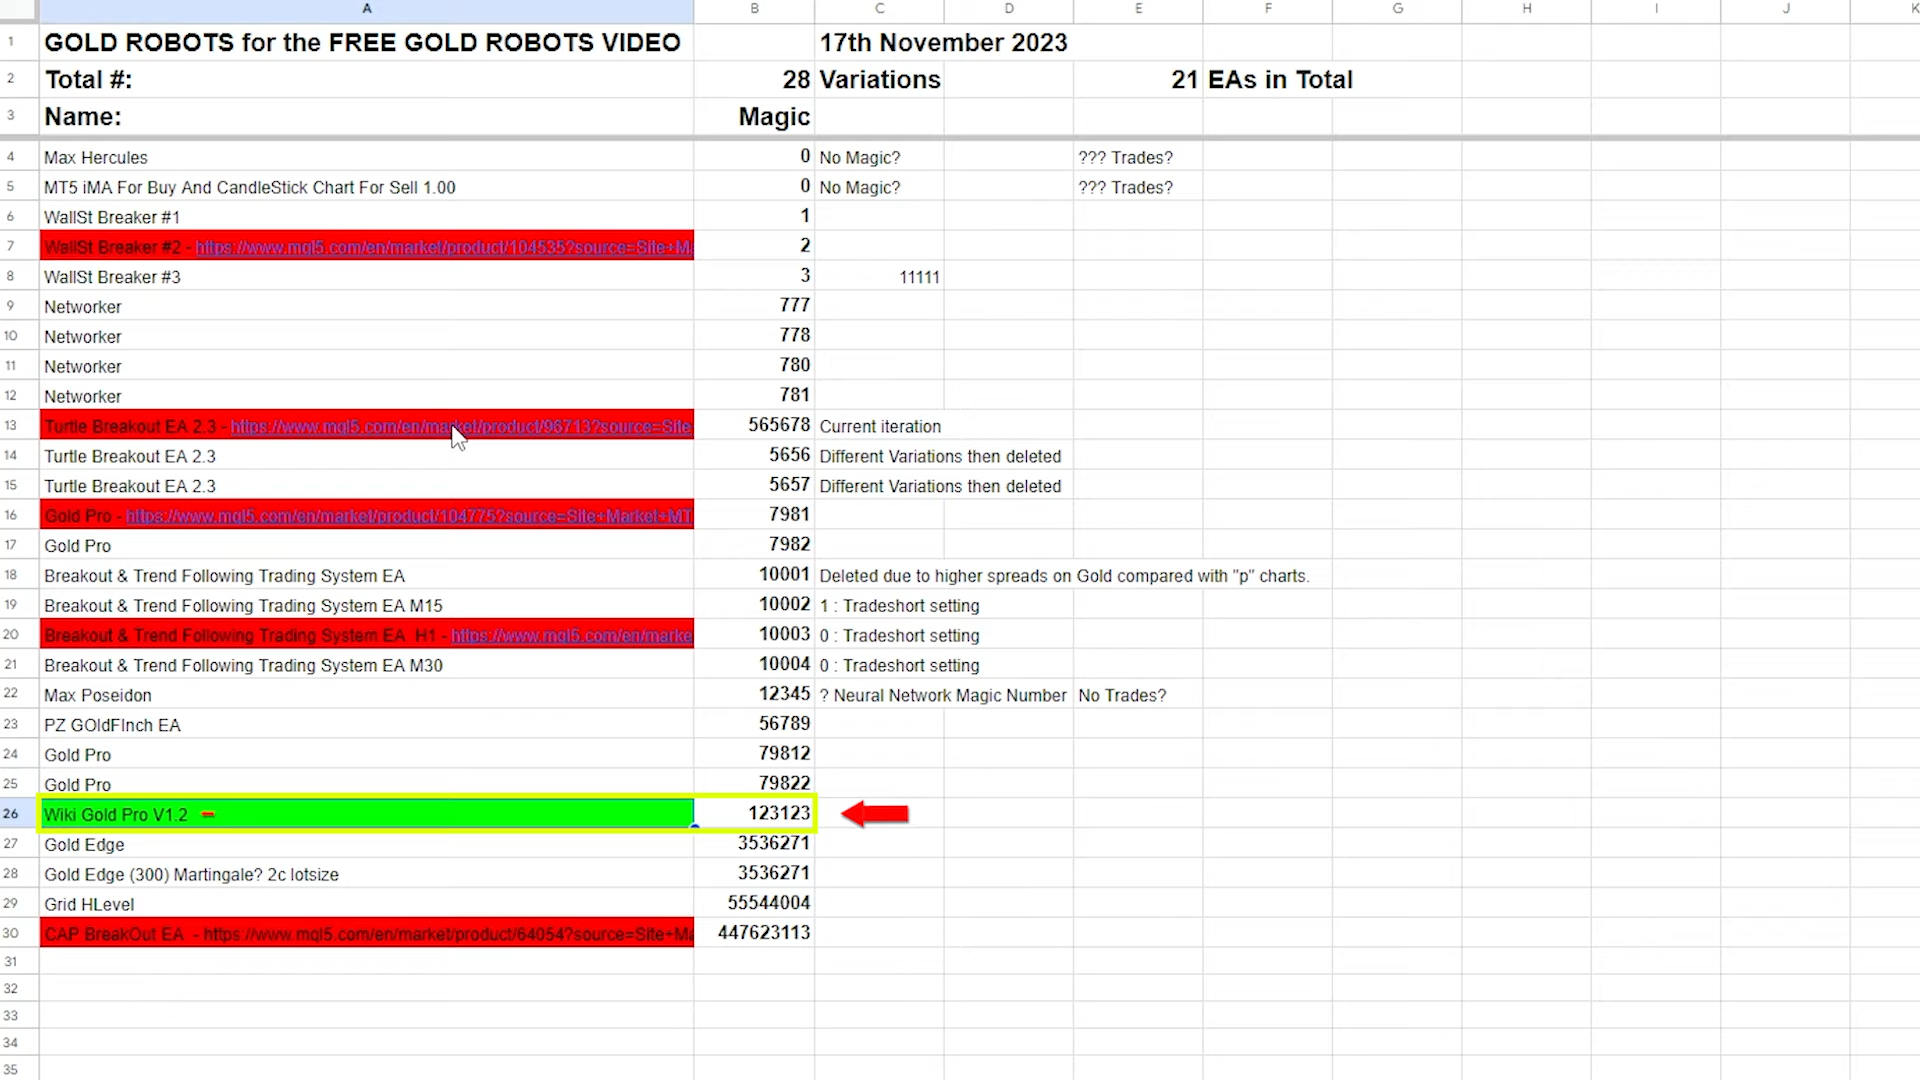 A B C D E F G H I J K
1 GOLD ROBOTS for the FREE GOLD ROBOTS VIDEO 17th November 2023
2 Total #: 28 Variations 21 EAs in Total
3 Name: Magic
4 Max Hercules 0 No Magic? ??? Trades?
5 MT5 iMA For Buy And CandleStick Chart For Sell 1.00 0 No Magic? ??? Trades?
6 WallSt Breaker #1 1
7 WallSt Breaker #2 - https://www.mql5.com/en/market/product/104535?source=Site+Ma 2
8 WallSt Breaker #3 3 11111
9 Networker 777
10 Networker 778
11 Networker 780
12 Networker 781
13 Turtle Breakout EA 2.3 - https://www.mql5.com/en/market/product/96713?source=Site 565678 Current iteration
14 Turtle Breakout EA 2.3 5656 Different Variations then deleted
15 Turtle Breakout EA 2.3 5657 Different Variations then deleted
16 Gold Pro - https://www.mql5.com/en/market/product/104775?source=Site+Market+MT 7981
17 Gold Pro 7982
18 Breakout & Trend Following Trading System EA 10001 Deleted due to higher spreads on Gold compared with "p" charts.
19 Breakout & Trend Following Trading System EA M15 10002 1 : Tradeshort setting
20 Breakout & Trend Following Trading System EA H1 - https://www.mql5.com/en/marke 10003 0 : Tradeshort setting
21 Breakout & Trend Following Trading System EA M30 10004 0 : Tradeshort setting
22 Max Poseidon 12345 ? Neural Network Magic Number No Trades?
23 PZ GOldFInch EA 56789
24 Gold Pro 79812
25 Gold Pro 79822
26 Wiki Gold Pro V1.2 123123
27 Gold Edge 3536271
28 Gold Edge (300) Martingale? 2c lotsize 3536271
29 Grid HLevel 55544004
30 CAP BreakOut EA - https://www.mql5.com/en/market/product/64054?source=Site+Ma 447623113
31
32
33
34
35